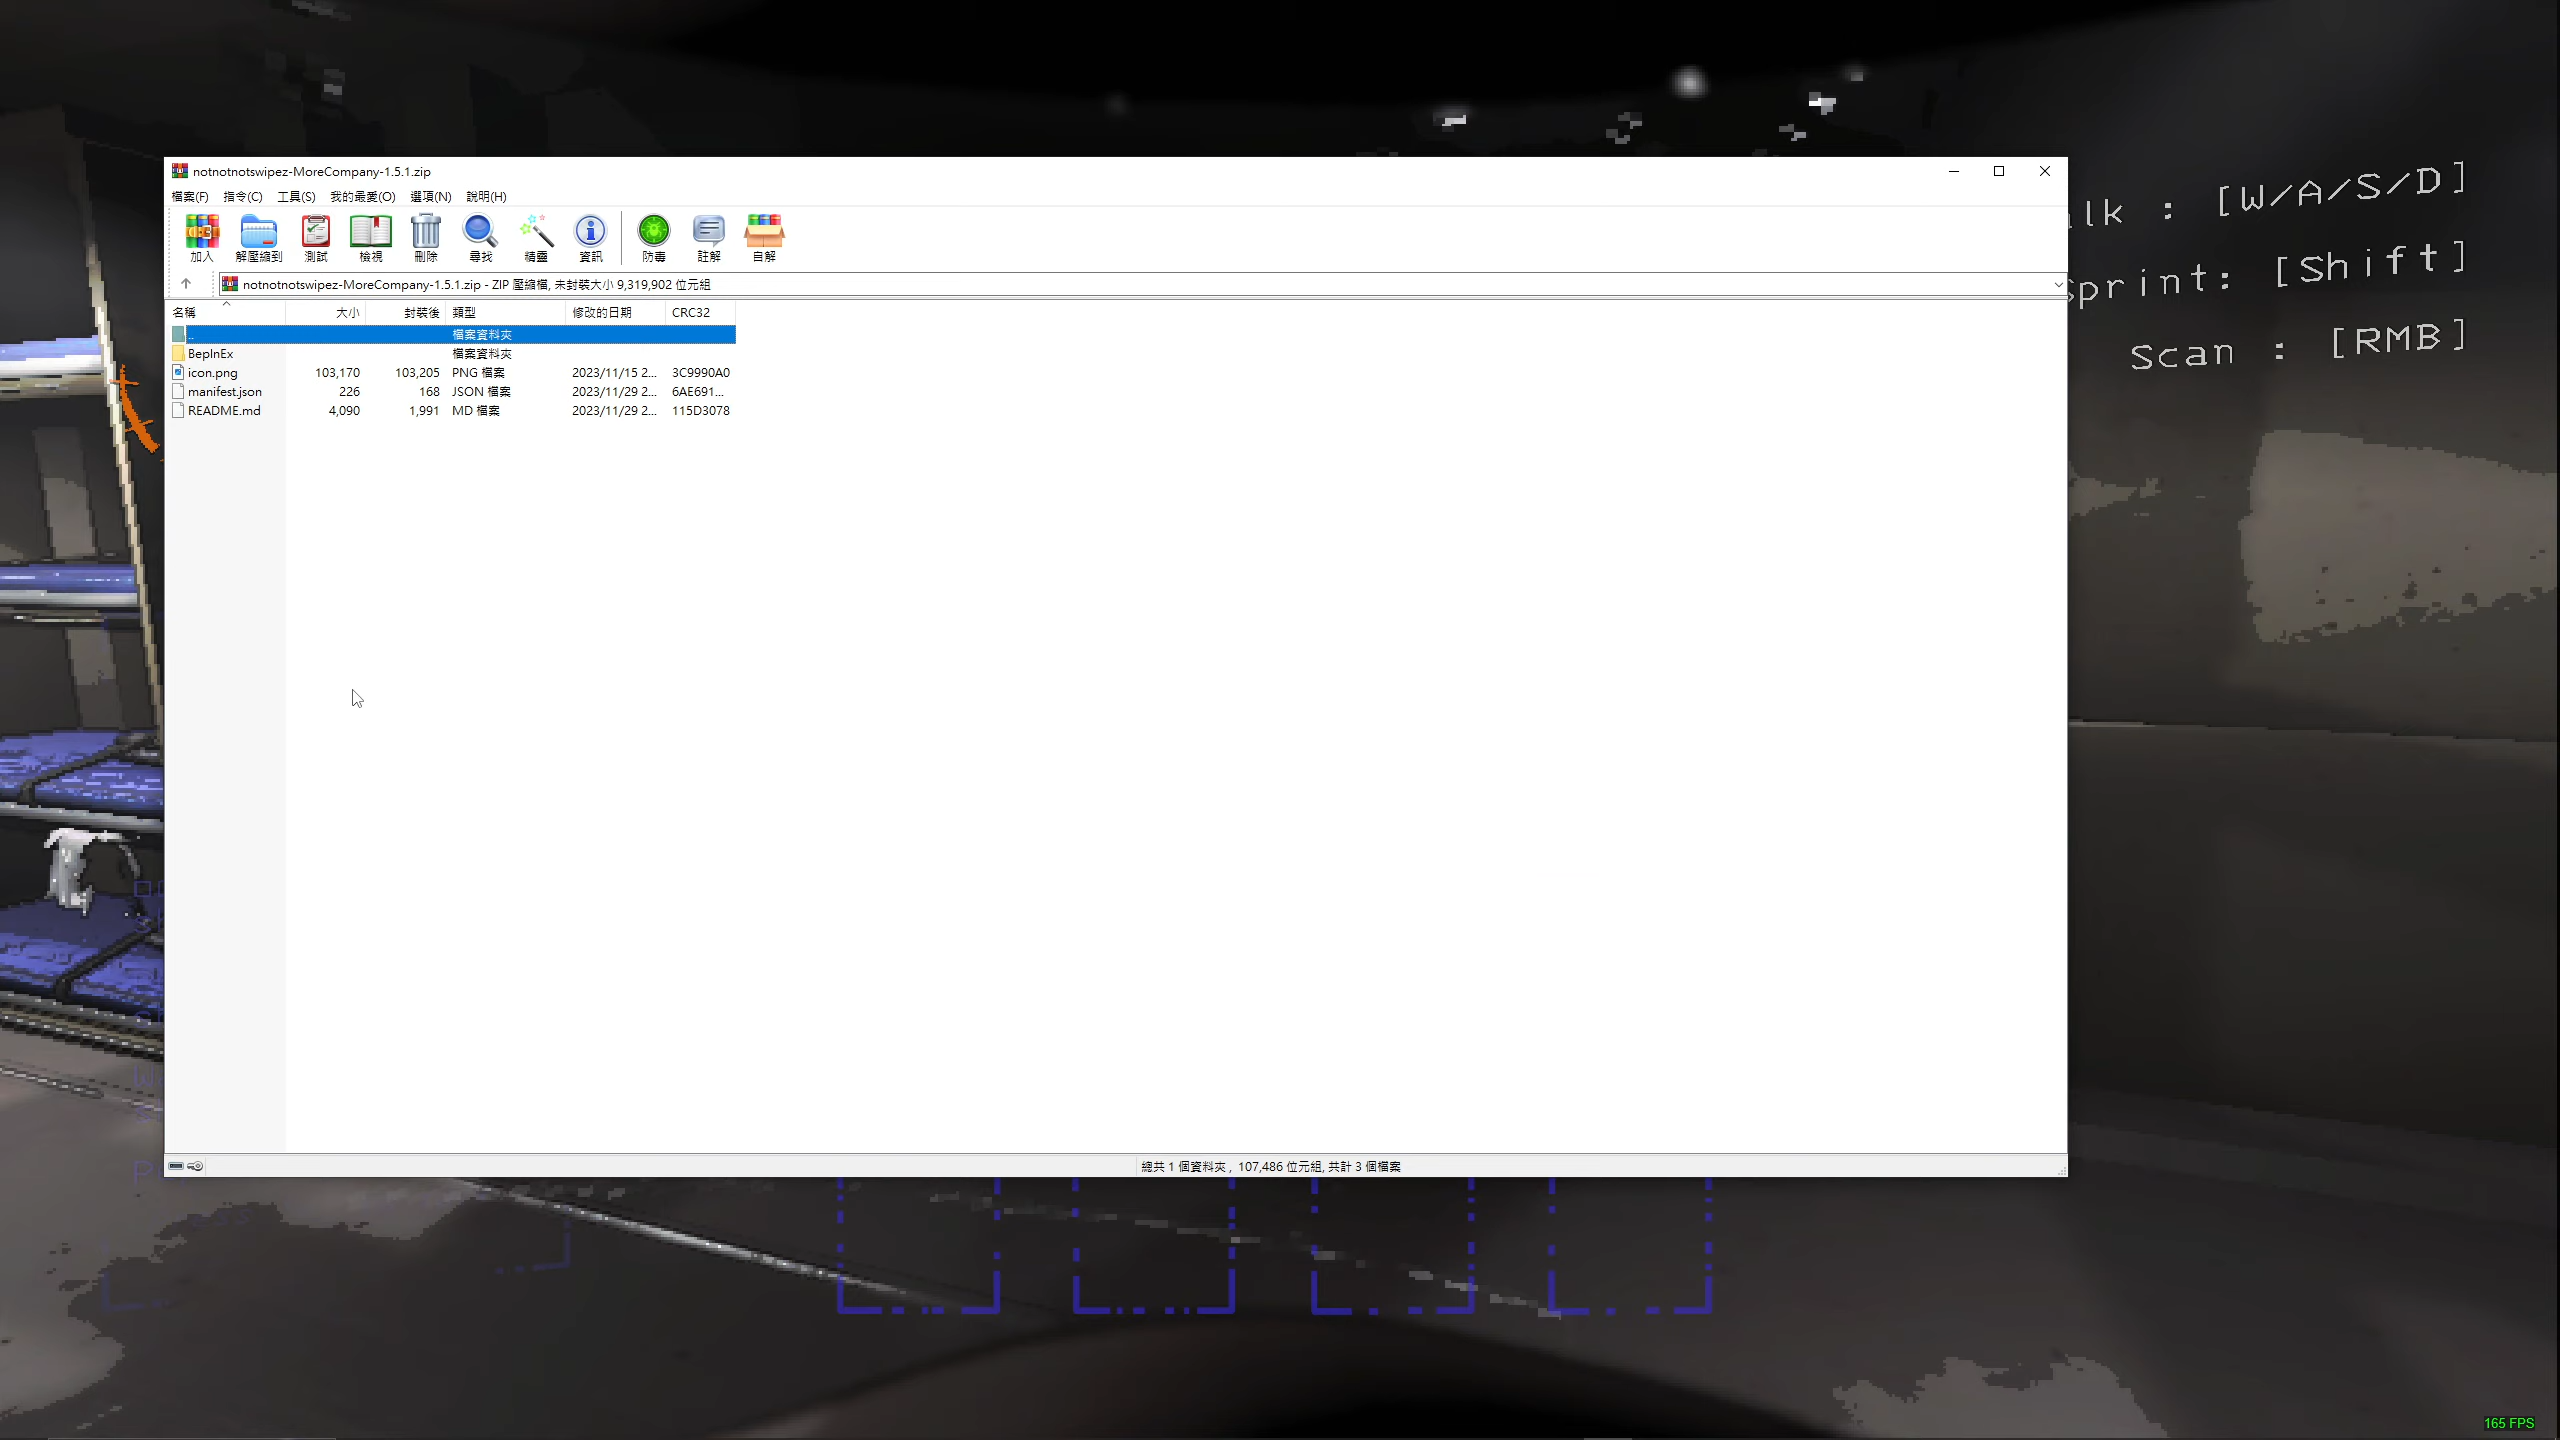 notnotnotswipez-MoreCompany-1.5.1.zip
檔案(F) 指令(C) 工具(S) 我的最愛(O) 選項(N) 說明(H)
加入 解壓縮到 測試 檢視 刪除 尋找 精靈 資訊 防毒 註解 自解
notnotnotswipez-MoreCompany-1.5.1.zip - ZIP 壓縮檔, 未封裝大小 9,319,902 位元組
名稱 大小 封裝後 類型 修改的日期 CRC32
.. 檔案資料夾
BepInEx 檔案資料夾
icon.png 103,170 103,205 PNG 檔案 2023/11/15 2... 3C9990A0
manifest.json 226 168 JSON 檔案 2023/11/29 2... 6AE691...
README.md 4,090 1,991 MD 檔案 2023/11/29 2... 115D3078
總共 1 個資料夾 , 107,486 位元組, 共計 3 個檔案
lk : [W/A/S/D]
print: [Shift]
Scan : [RMB]
165 FPS